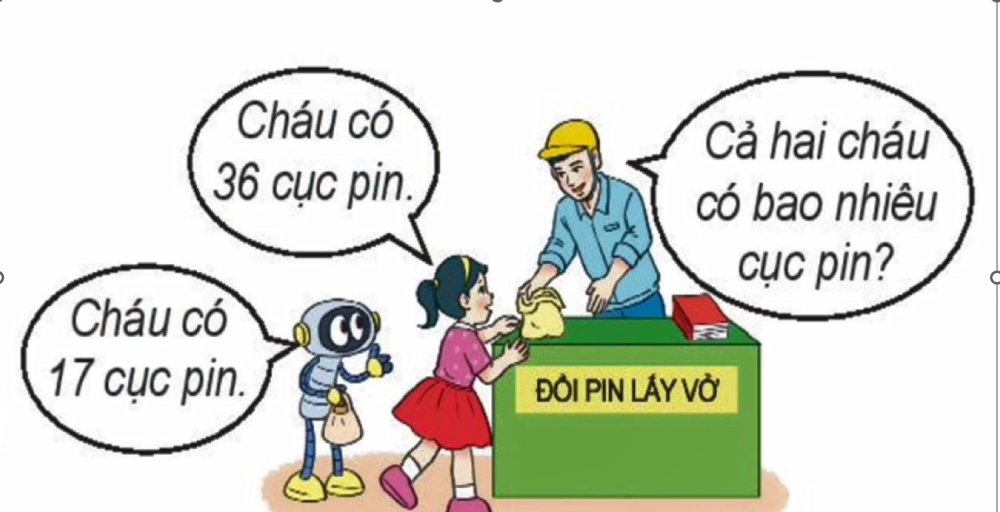 Cháu có
36 cục pin.
Cả hai cháu
có bao nhiêu
cục pin?
Cháu có
17 cục pin.
ĐỔI PIN LẤY VỞ